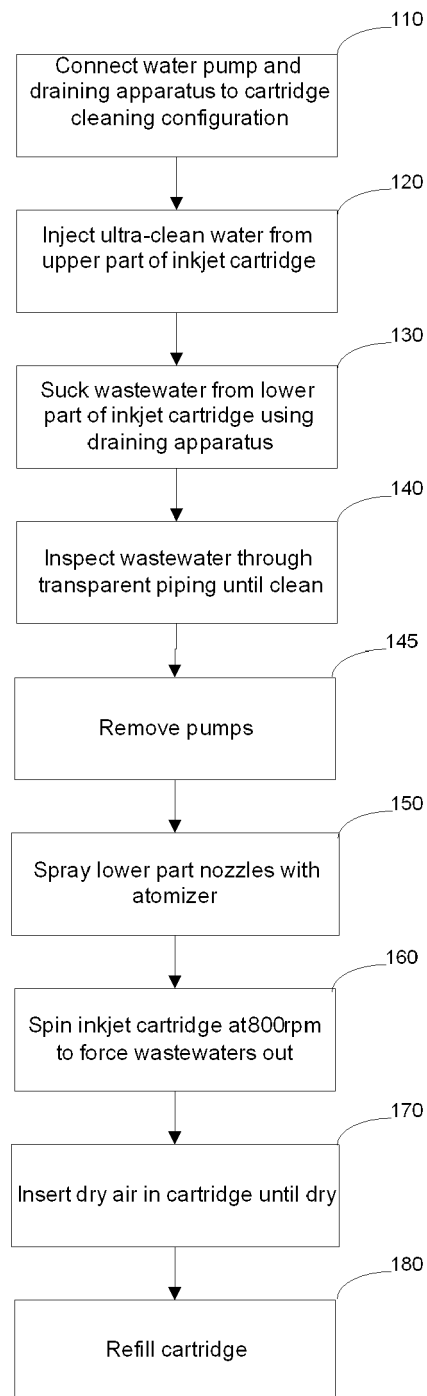 110
Connect water pump and
draining apparatus to cartridge
cleaning configuration
120
Inject ultra-clean water from
upper part of inkjet cartridge
130
Suck wastewater from lower
part of inkjet cartridge using
draining apparatus
140
Inspect wastewater through
transparent piping until clean
145
Remove pumps
150
Spray lower part nozzles with
atomizer
160
Spin inkjet cartridge at800rpm
to force wastewaters out
170
Insert dry air in cartridge until dry
180
Refill cartridge